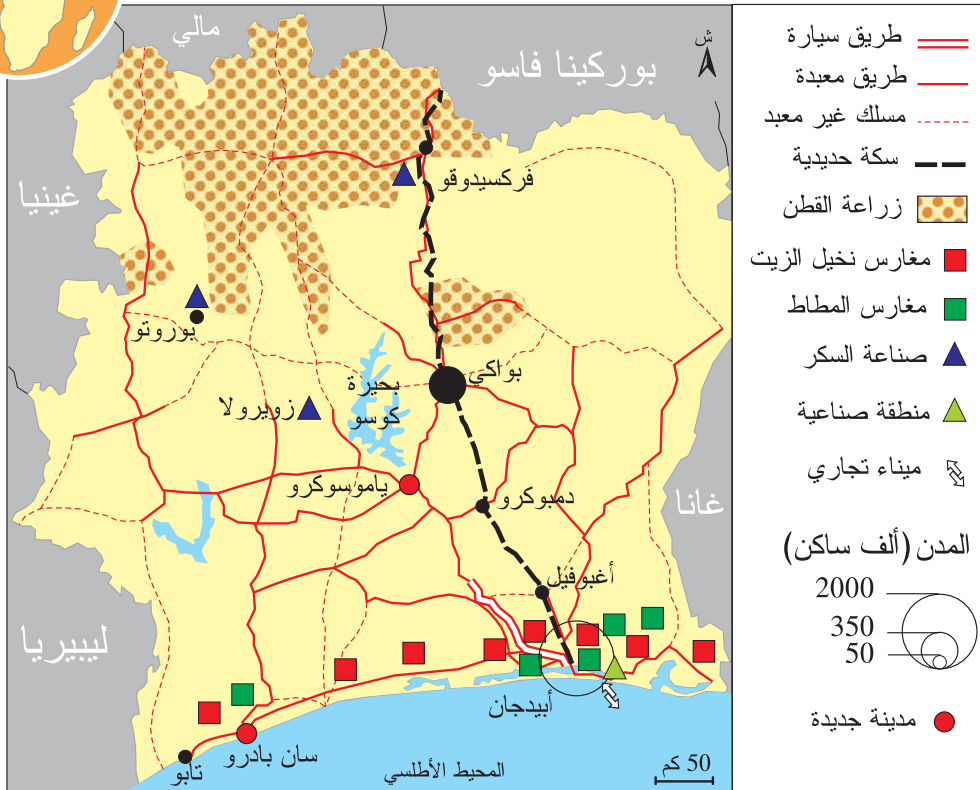 مالي
بوركينا فاسو
ش
غينيا
فركسيدوقو
بوروتو
بحيرة
كوسو
بواكي
زويرولا
ياموسوكرو
دمبوكرو
غانا
أغبوفيل
ليبيريا
أبيدجان
سان بادرو
تابو
المحيط الأطلسي
50 كم
طريق سيارة
طريق معبدة
مسلك غير معبد
سكة حديدية
زراعة القطن
مغارس نخيل الزيت
مغارس المطاط
صناعة السكر
منطقة صناعية
ميناء تجاري
المدن (ألف ساكن)
2000
350
50
مدينة جديدة